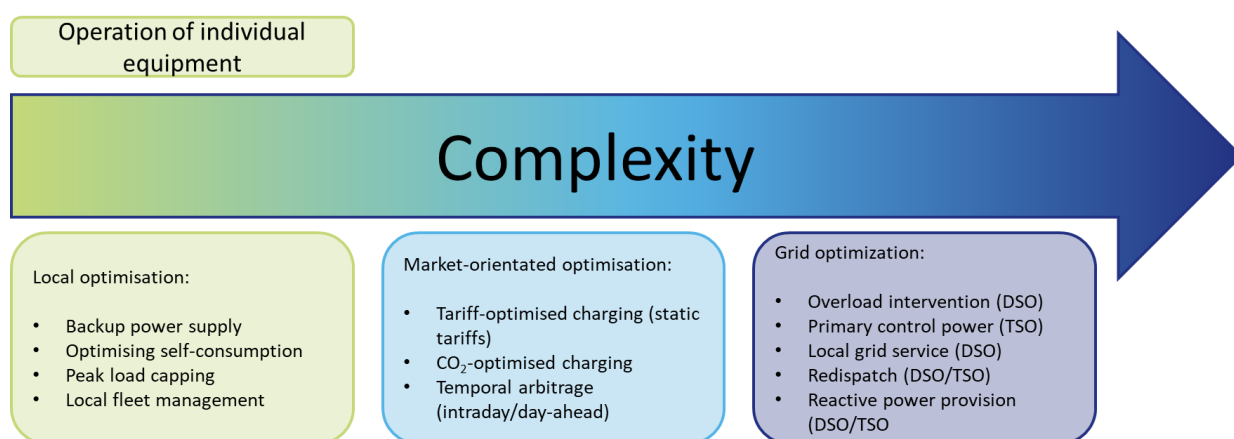 Operation of individual
equipment
Complexity
Local optimisation:
• Backup power supply
• Optimising self-consumption
• Peak load capping
• Local fleet management
Market-orientated optimisation:
• Tariff-optimised charging (static
tariffs)
• CO₂-optimised charging
• Temporal arbitrage
(intraday/day-ahead)
Grid optimization:
• Overload intervention (DSO)
• Primary control power (TSO)
• Local grid service (DSO)
• Redispatch (DSO/TSO)
• Reactive power provision
(DSO/TSO